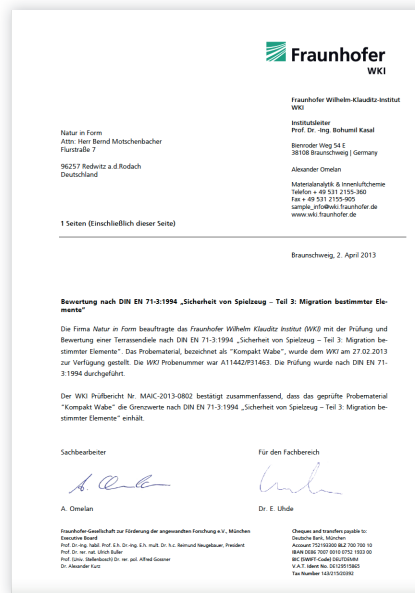 Fraunhofer
WKI
Fraunhofer Wilhelm-Klauditz-Institut
WKI
Institutsleiter
Prof. Dr. -Ing. Bohumil Kasal
Bienroder Weg 54 E
38108 Braunschweig | Germany
Alexander Omelan
Materialanalytik & Innenluftchemie
Telefon + 49 531 2155-360
Fax + 49 531 2155-905
sample_info@wki.fraunhofer.de
www.wki.fraunhofer.de
Natur in Form
Attn: Herr Bernd Motschenbacher
Flurstraße 7
96257 Redwitz a.d.Rodach
Deutschland
1 Seiten (Einschließlich dieser Seite)
Braunschweig, 2. April 2013
Bewertung nach DIN EN 71-3:1994 „Sicherheit von Spielzeug – Teil 3: Migration bestimmter Ele-
mente“
Die Firma Natur in Form beauftragte das Fraunhofer Wilhelm Klauditz Institut (WKI) mit der Prüfung und
Bewertung einer Terrassendiele nach DIN EN 71-3:1994 „Sicherheit von Spielzeug – Teil 3: Migration
bestimmter Elemente“. Das Probenmaterial, bezeichnet als “Kompakt Wabe”, wurde dem WKI am 27.02.2013
zur Verfügung gestellt. Die WKI Probenummer war A11442/P31463. Die Prüfung wurde nach DIN EN 71-
3:1994 durchgeführt.
Der WKI Prüfbericht Nr. MAIC-2013-0802 bestätigt zusammenfassend, dass das geprüfte Probematerial
“Kompakt Wabe” die Grenzwerte nach DIN EN 71-3:1994 „Sicherheit von Spielzeug – Teil 3: Migration be-
stimmter Elemente“ einhält.
Sachbearbeiter
Für den Fachbereich
A. Omelan
Dr. E. Uhde
Fraunhofer-Gesellschaft zur Förderung der angewandten Forschung e.V., München
Executive Board
Prof. Dr.-Ing. habil. Prof. E.h. Dr.-Ing. E.h. mult. Dr. h.c. Reimund Neugebauer, President
Prof. Dr. rer. nat. Ulrich Buller
Prof. (Univ. Stellenbosch) Dr. rer. pol. Alfred Gossner
Dr. Alexander Kurz
Cheques and transfers payable to:
Deutsche Bank, München
Account 752193300 BLZ 700 700 10
IBAN DE86 7007 0010 0752 1933 00
BIC (SWIFT-Code) DEUTDEMM
V.A.T. Ident No. DE129515865
Tax Number 143/215/20392